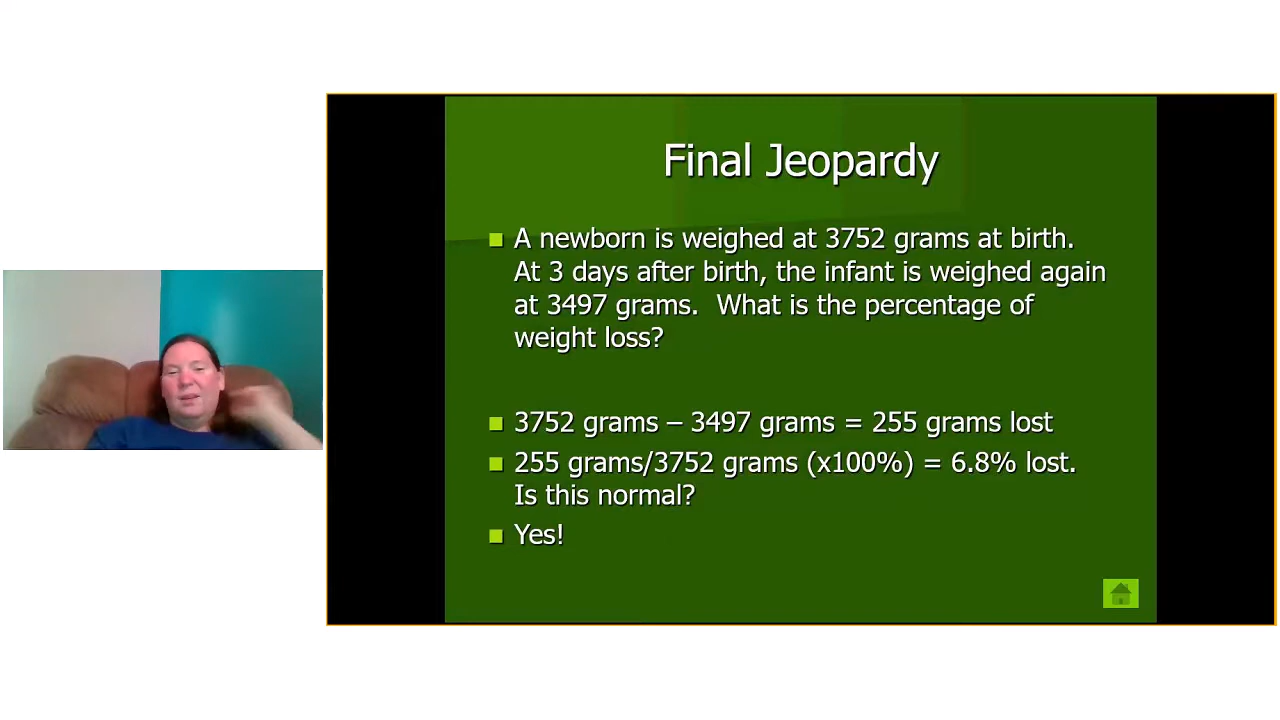 Final Jeopardy
A newborn is weighed at 3752 grams at birth.
At 3 days after birth, the infant is weighed again
at 3497 grams.  What is the percentage of
weight loss?
3752 grams – 3497 grams = 255 grams lost
255 grams/3752 grams (x100%) = 6.8% lost.
Is this normal?
Yes!